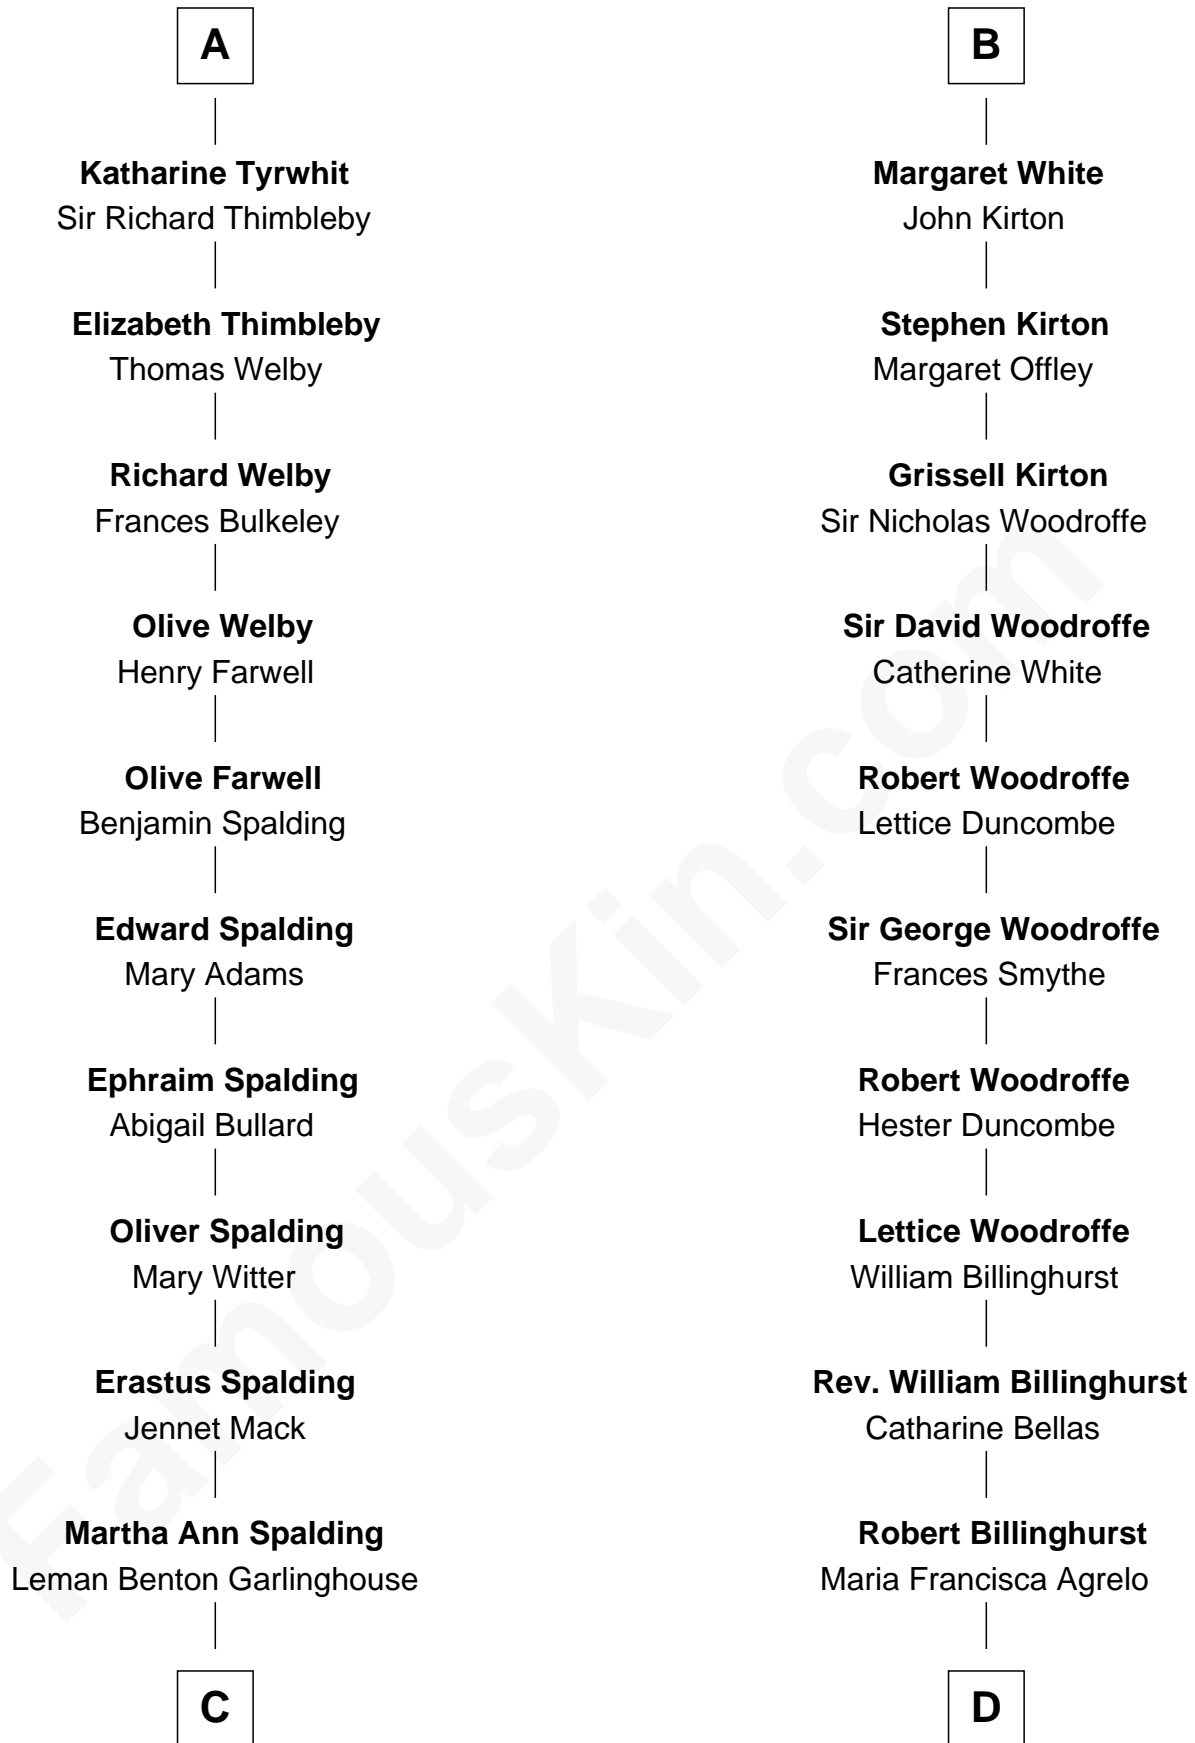 A
Katharine Tyrwhit
Sir Richard Thimbleby
Elizabeth Thimbleby
Thomas Welby
Richard Welby
Frances Bulkeley
Olive Welby
Henry Farwell
Olive Farwell
Benjamin Spalding
Edward Spalding
Mary Adams
Ephraim Spalding
Abigail Bullard
Oliver Spalding
Mary Witter
Erastus Spalding
Jennet Mack
Martha Ann Spalding
Leman Benton Garlinghouse
C
B
Margaret White
John Kirton
Stephen Kirton
Margaret Offley
Grissell Kirton
Sir Nicholas Woodroffe
Sir David Woodroffe
Catherine White
Robert Woodroffe
Lettice Duncombe
Sir George Woodroffe
Frances Smythe
Robert Woodroffe
Hester Duncombe
Lettice Woodroffe
William Billinghurst
Rev. William Billinghurst
Catharine Bellas
Robert Billinghurst
Maria Francisca Agrelo
D
FamousKin.com